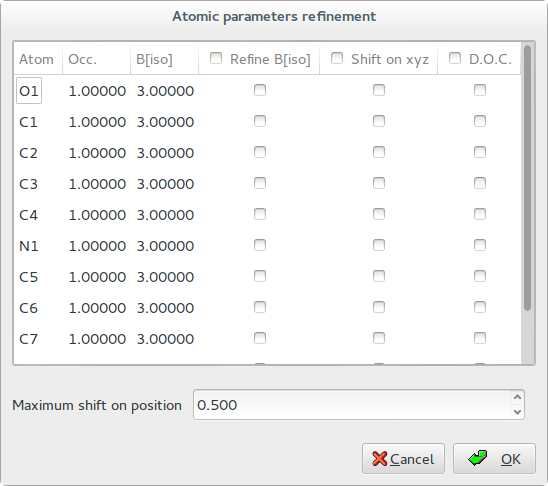 Atomic parameters refinement
Atom Occ. B[iso] Refine B[iso] Shift on xyz D.O.C.
O1 1.00000 3.00000
C1 1.00000 3.00000
C2 1.00000 3.00000
C3 1.00000 3.00000
C4 1.00000 3.00000
N1 1.00000 3.00000
C5 1.00000 3.00000
C6 1.00000 3.00000
C7 1.00000 3.00000
Maximum shift on position 0.500
Cancel OK